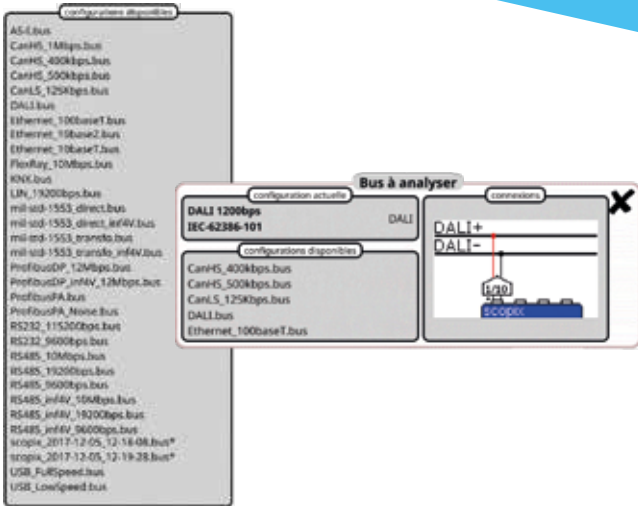 configurations disponibles
AS-I.bus
CanHS_1Mbps.bus
CanHS_400kbps.bus
CanHS_500kbps.bus
CanLS_125Kbps.bus
DALI.bus
Ethernet_100baseT.bus
Ethernet_10base2.bus
Ethernet_10baseT.bus
FlexRay_10Mbps.bus
KNX.bus
LIN_19200bps.bus
mil-std-1553_direct.bus
mil-std-1553_direct_inf4V.bus
mil-std-1553_transfo.bus
mil-std-1553_transfo_inf4V.bus
ProfibusDP_12Mbps.bus
ProfibusDP_inf4V_12Mbps.bus
ProfibusPA.bus
ProfibusPA_Noise.bus
RS232_115200bps.bus
RS232_9600bps.bus
RS485_10Mbps.bus
RS485_19200bps.bus
RS485_9600bps.bus
RS485_inf4V_10Mbps.bus
RS485_inf4V_19200bps.bus
RS485_inf4V_9600bps.bus
scopix_2017-12-05_12-16-08.bus*
scopix_2017-12-05_12-19-28.bus*
USB_FullSpeed.bus
USB_LowSpeed.bus
Bus à analyser
configuration actuelle
DALI 1200bps
IEC-62386-101
DALI
configurations disponibles
CanHS_400kbps.bus
CanHS_500kbps.bus
CanLS_125Kbps.bus
DALI.bus
Ethernet_100baseT.bus
connexions
DALI+
DALI-
1/10
scopix